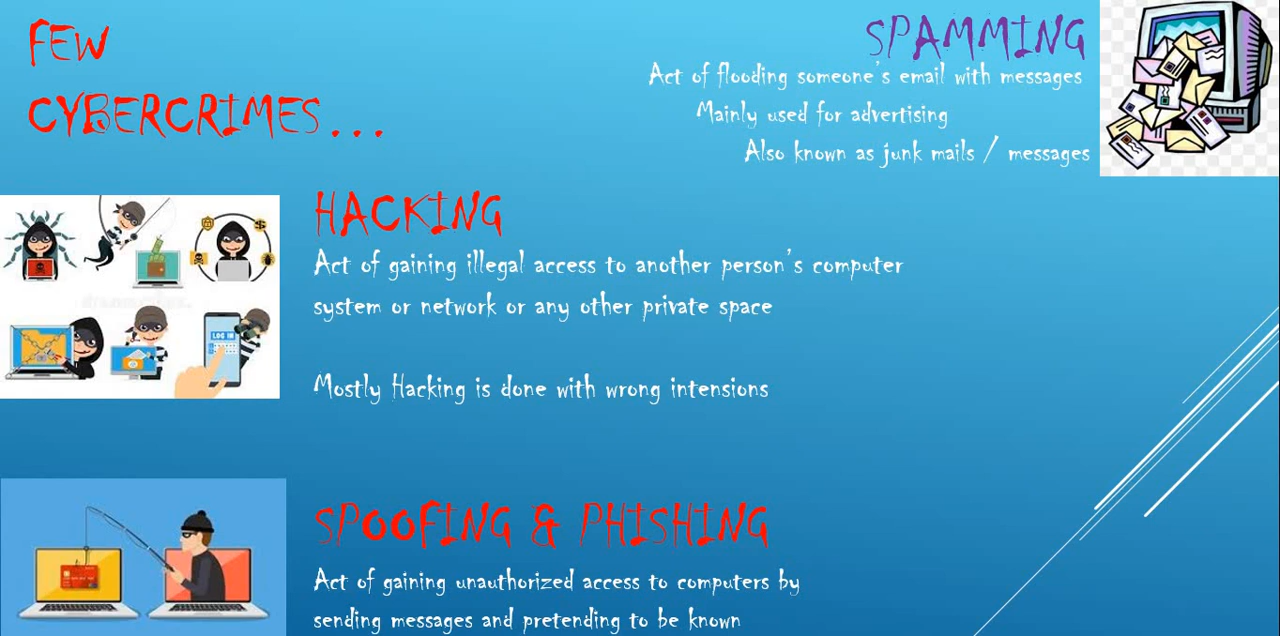 FEW
CYBERCRIMES...
SPAMMING
Act of flooding someone's email with messages
Mainly used for advertising
Also known as junk mails / messages
HACKING
Act of gaining illegal access to another person's computer
system or network or any other private space
Mostly Hacking is done with wrong intensions
LOG IN
SPOOFING & PHISHING
Act of gaining unauthorized access to computers by
sending messages and pretending to be known